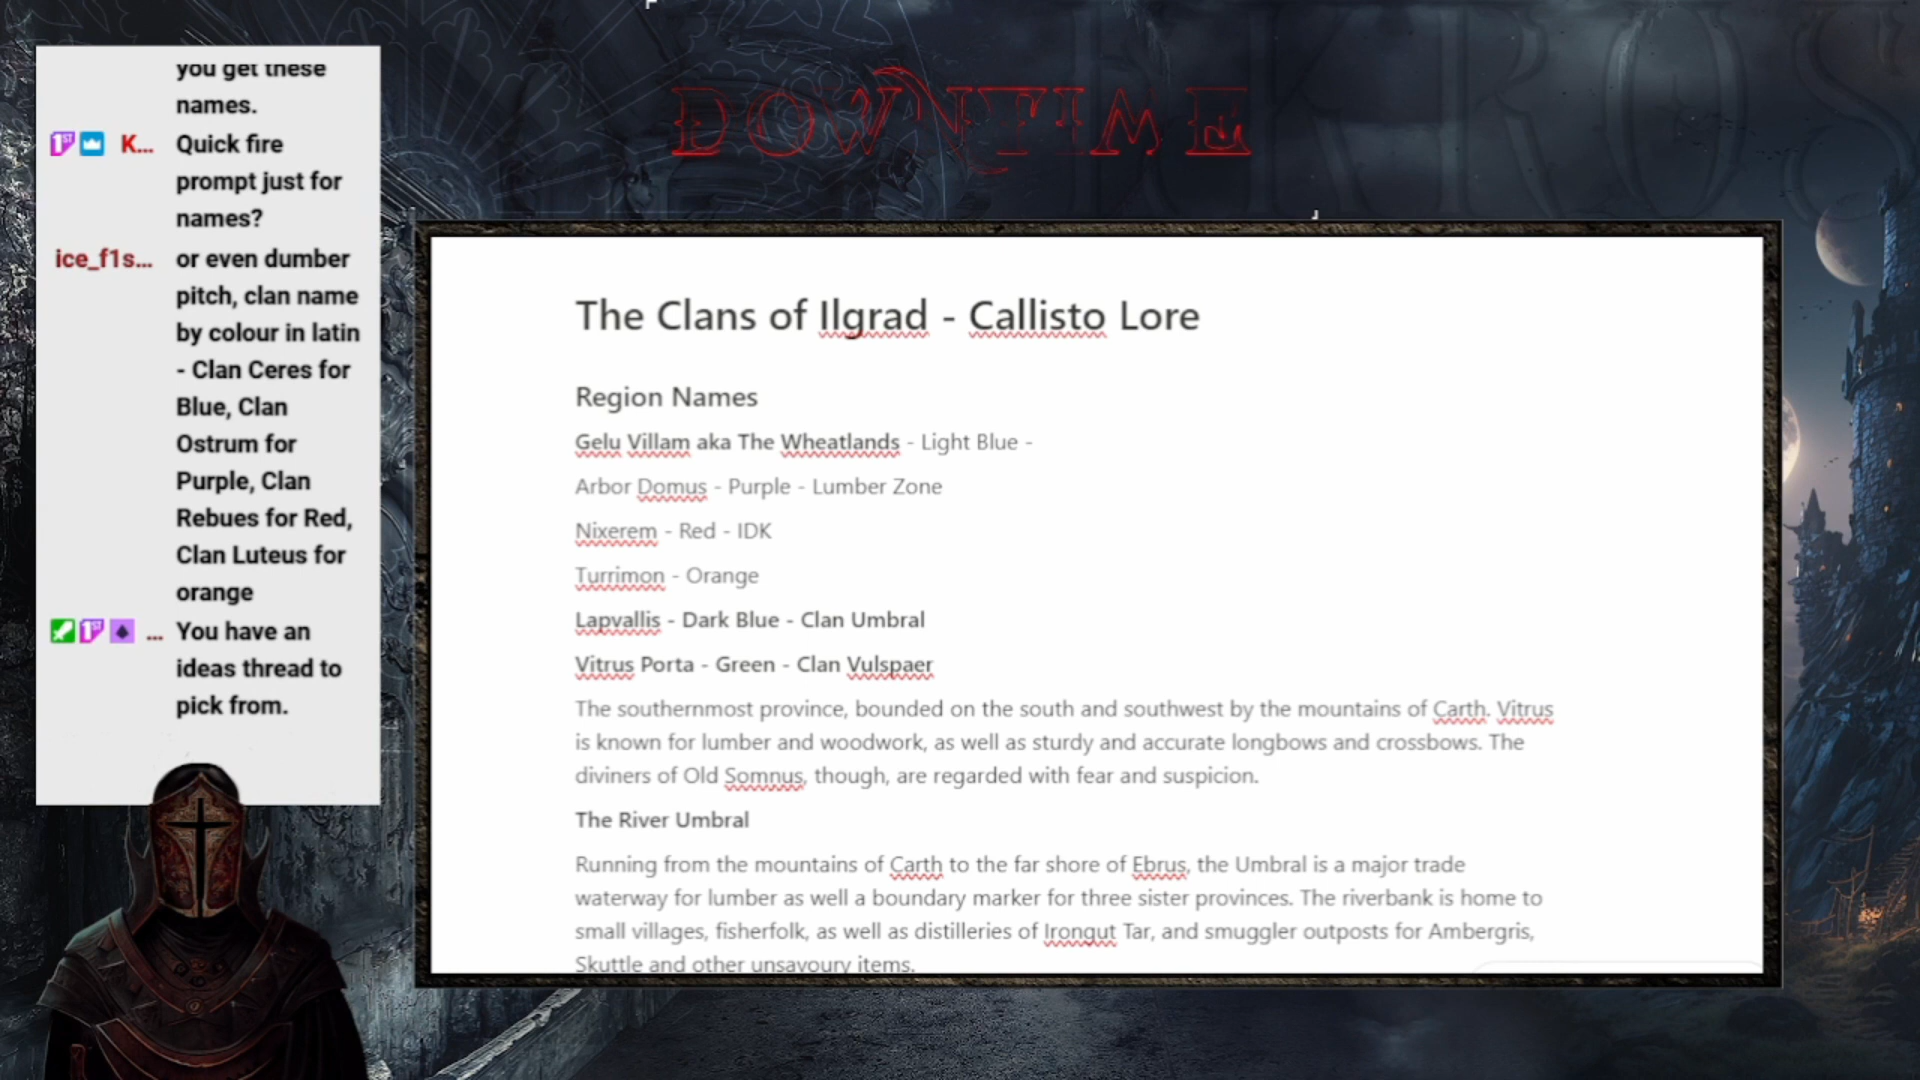 you get these
names.
K... Quick fire
prompt just for
names?
ice_f1s... or even dumber
pitch, clan name
by colour in latin
- Clan Ceres for
Blue, Clan
Ostrum for
Purple, Clan
Rebues for Red,
Clan Luteus for
orange
... You have an
ideas thread to
pick from.
DOWNTIME
The Clans of Ilgrad - Callisto Lore
Region Names
Gelu Villam aka The Wheatlands - Light Blue -
Arbor Domus - Purple - Lumber Zone
Nixerem - Red - IDK
Turrimon - Orange
Lapvallis - Dark Blue - Clan Umbral
Vitrus Porta - Green - Clan Vulspaer
The southernmost province, bounded on the south and southwest by the mountains of Carth. Vitrus
is known for lumber and woodwork, as well as sturdy and accurate longbows and crossbows. The
diviners of Old Somnus, though, are regarded with fear and suspicion.
The River Umbral
Running from the mountains of Carth to the far shore of Ebrus, the Umbral is a major trade
waterway for lumber as well a boundary marker for three sister provinces. The riverbank is home to
small villages, fisherfolk, as well as distilleries of Irongut Tar, and smuggler outposts for Ambergris,
Skuttle and other unsavoury items.